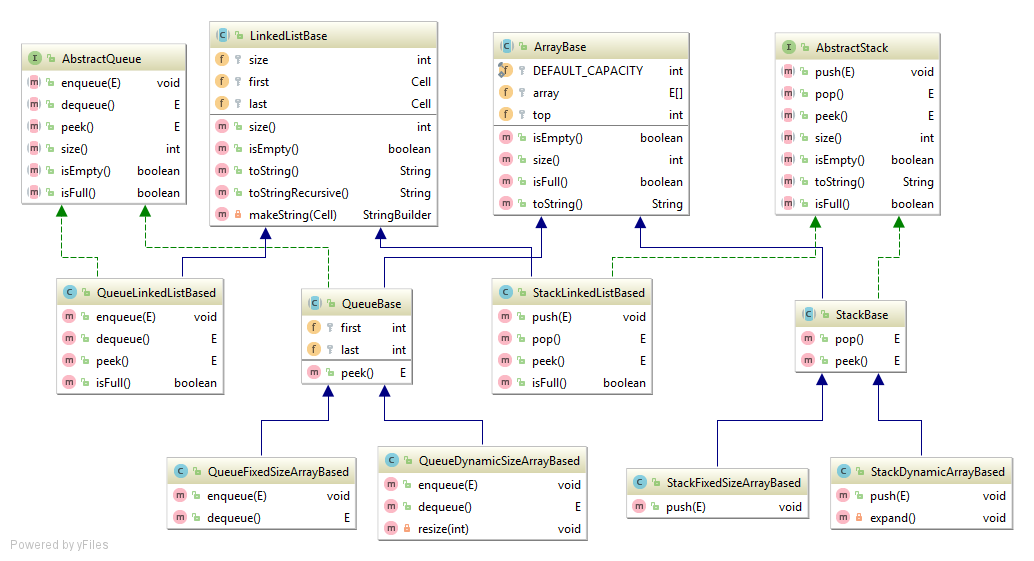 AbstractQueue
enqueue(E) void
dequeue() E
peek() E
size() int
isEmpty() boolean
isFull() boolean
LinkedListBase
size int
first Cell
last Cell
size() int
isEmpty() boolean
toString() String
toStringRecursive() String
makeString(Cell) StringBuilder
ArrayBase
DEFAULT_CAPACITY int
array E[]
top int
isEmpty() boolean
size() int
isFull() boolean
toString() String
AbstractStack
push(E) void
pop() E
peek() E
size() int
isEmpty() boolean
toString() String
isFull() boolean
QueueLinkedListBased
enqueue(E) void
dequeue() E
peek() E
isFull() boolean
QueueBase
first int
last int
peek() E
StackLinkedListBased
push(E) void
pop() E
peek() E
isFull() boolean
StackBase
pop() E
peek() E
QueueFixedSizeArrayBased
enqueue(E) void
dequeue() E
QueueDynamicSizeArrayBased
enqueue(E) void
dequeue() E
resize(int) void
StackFixedSizeArrayBased
push(E) void
StackDynamicArrayBased
push(E) void
expand() void
Powered by yFiles